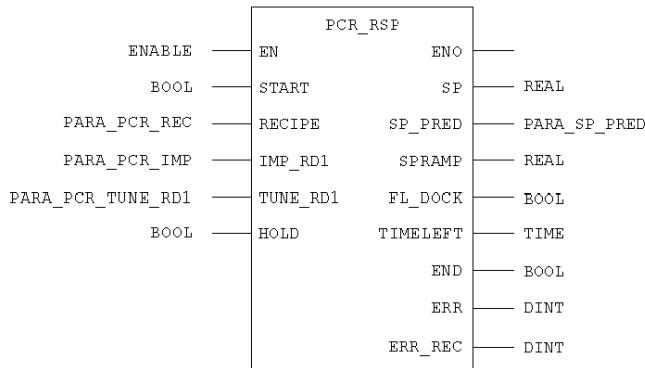 PCR_RSP
ENABLE EN ENO
BOOL START SP REAL
PARA_PCR_REC RECIPE SP_PRED PARA_SP_PRED
PARA_PCR_IMP IMP_RD1 SPRAMP REAL
PARA_PCR_TUNE_RD1 TUNE_RD1 FL_DOCK BOOL
BOOL HOLD TIMELEFT TIME
END BOOL
ERR DINT
ERR_REC DINT